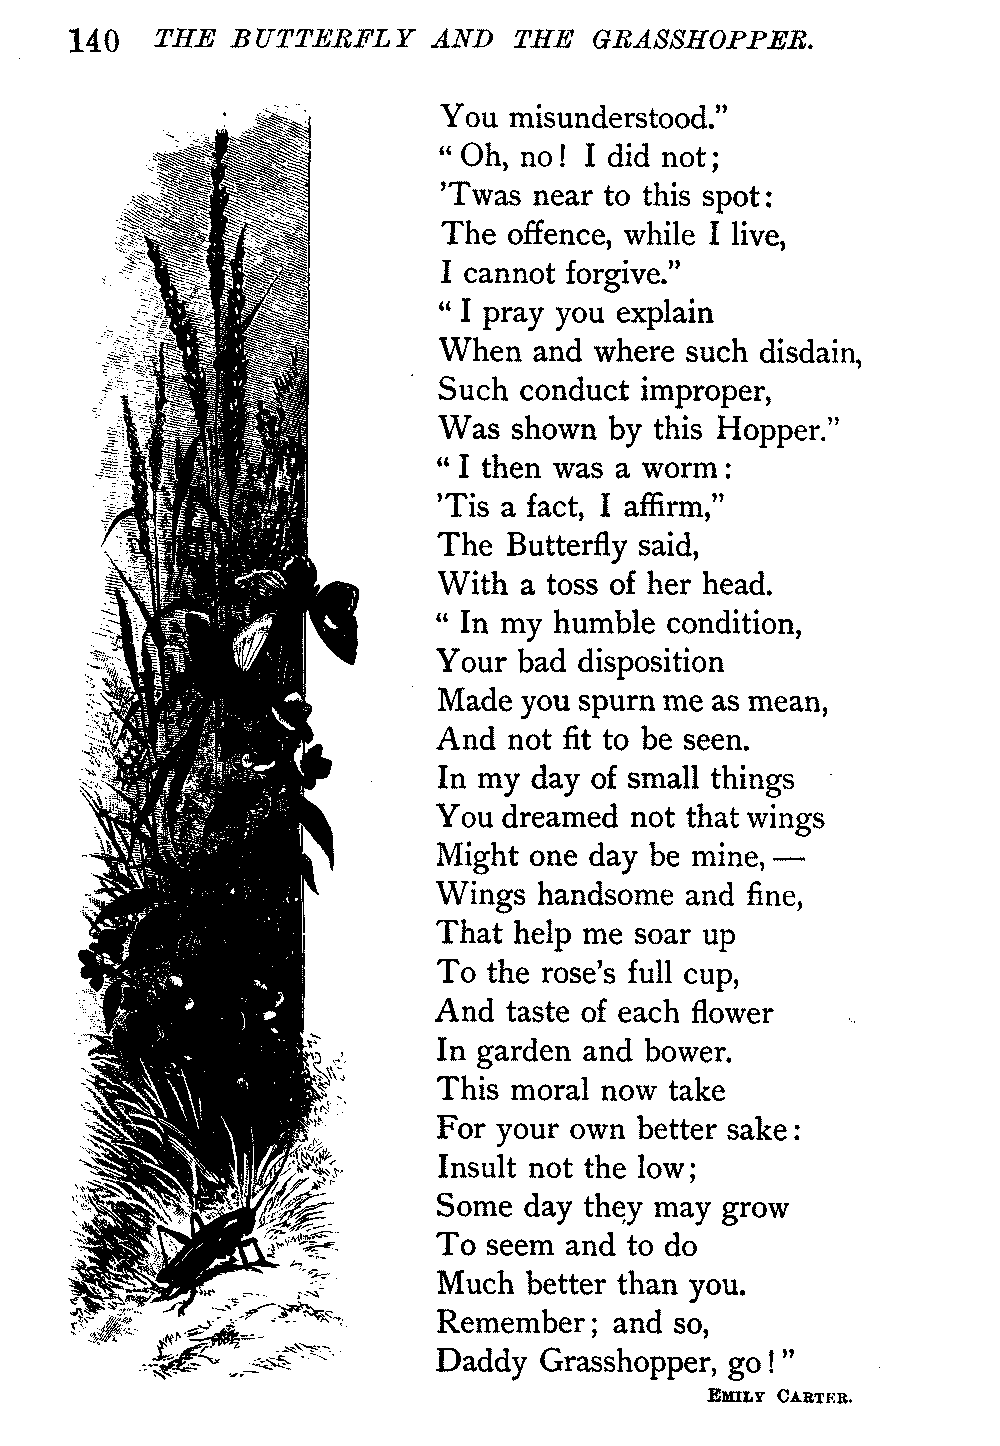 140 THE BUTTERFLY AND THE GRASSHOPPER.
You misunderstood.”
“ Oh, no! I did not;
’Twas near to this spot:
The offence, while I live,
I cannot forgive.”
“ I pray you explain
When and where such disdain,
Such conduct improper,
Was shown by this Hopper.”
“ I then was a worm:
’Tis a fact, I affirm,”
The Butterfly said,
With a toss of her head.
“ In my humble condition,
Your bad disposition
Made you spurn me as mean,
And not fit to be seen.
In my day of small things
You dreamed not that wings
Might one day be mine, —
Wings handsome and fine,
That help me soar up
To the rose’s full cup,
And taste of each flower
In garden and bower.
This moral now take
For your own better sake:
Insult not the low;
Some day they may grow
To seem and to do
Much better than you.
Remember; and so,
Daddy Grasshopper, go!”
EMILY CARTER.